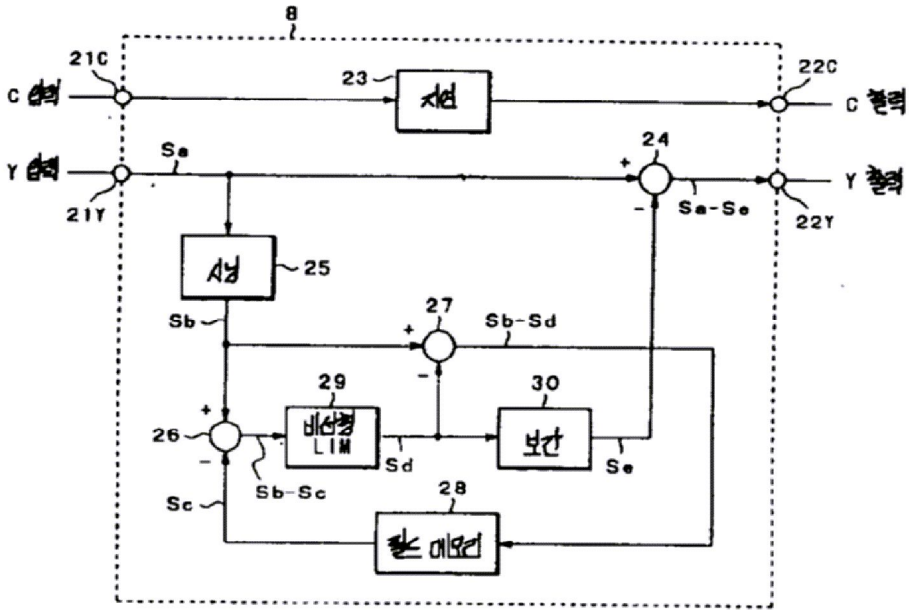 8
21C
23
22C
C 입력
지연
C 출력
Sa
24
+
Y 입력
Y 출력
-
21Y
Sa-Se
22Y
25
Sb
27
Sb-Sd
+
-
+
29
30
26
비선형
LIM
보간
-
Sd
Se
Sb-Sc
Sc
28
필드 메모리